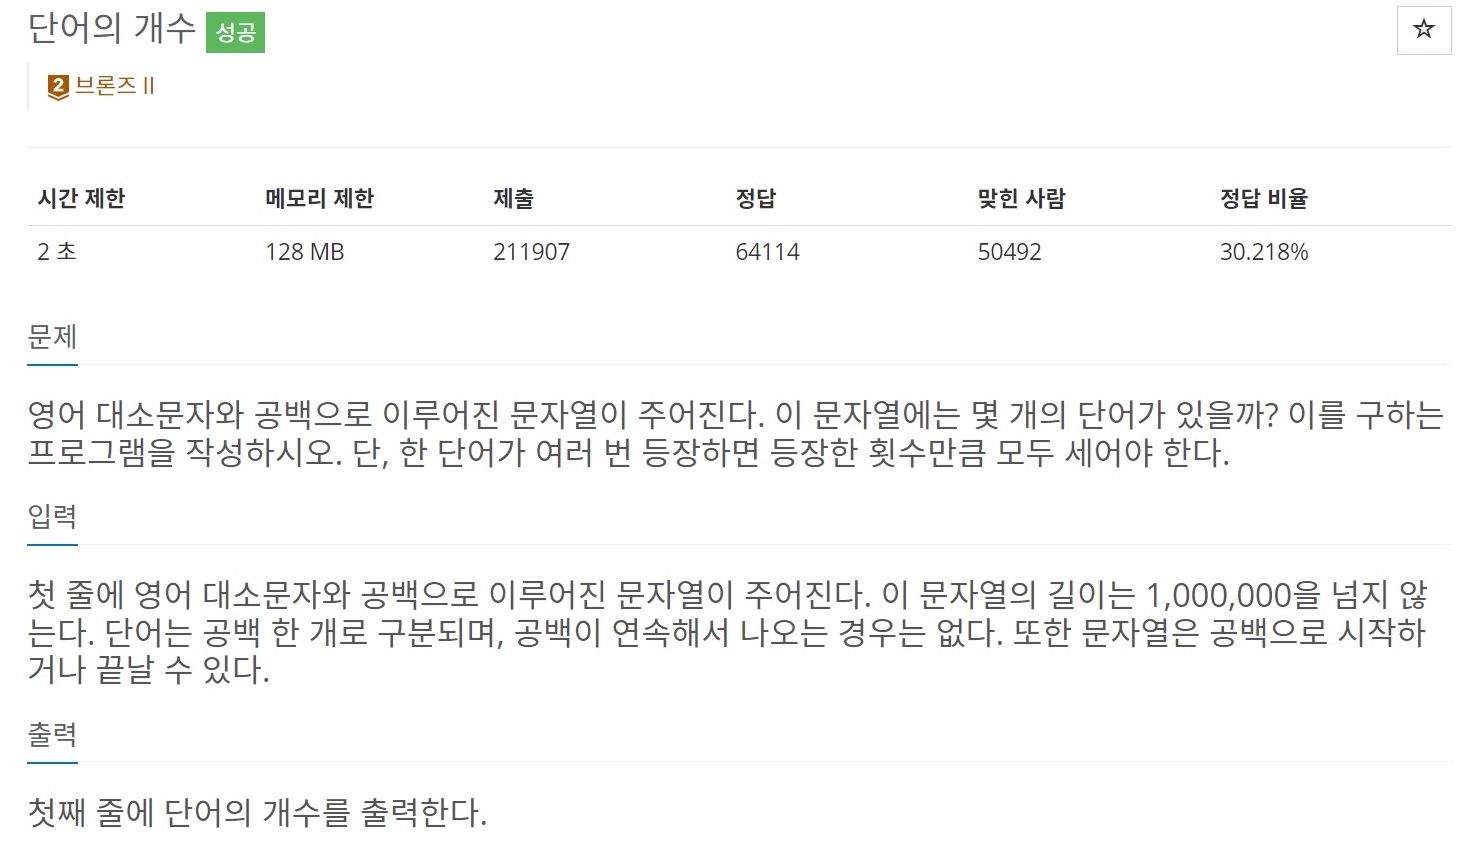 단어의 개수 성공
☆
2 브론즈 II
시간 제한 메모리 제한 제출 정답 맞힌 사람 정답 비율
2 초 128 MB 211907 64114 50492 30.218%
문제
영어 대소문자와 공백으로 이루어진 문자열이 주어진다. 이 문자열에는 몇 개의 단어가 있을까? 이를 구하는
프로그램을 작성하시오. 단, 한 단어가 여러 번 등장하면 등장한 횟수만큼 모두 세어야 한다.
입력
첫 줄에 영어 대소문자와 공백으로 이루어진 문자열이 주어진다. 이 문자열의 길이는 1,000,000을 넘지 않
는다. 단어는 공백 한 개로 구분되며, 공백이 연속해서 나오는 경우는 없다. 또한 문자열은 공백으로 시작하
거나 끝날 수 있다.
출력
첫째 줄에 단어의 개수를 출력한다.